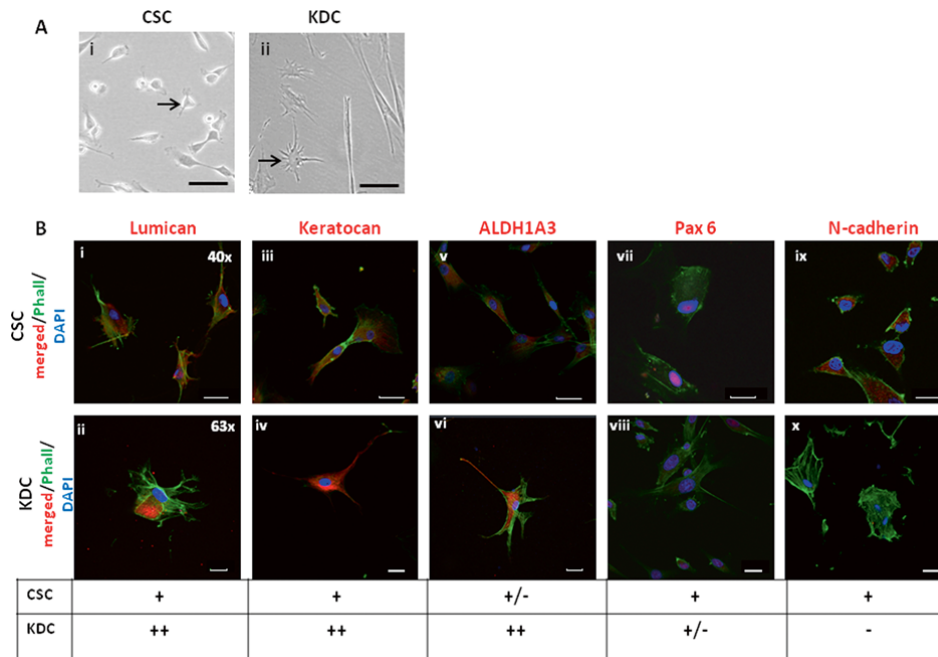 A
CSC
KDC
i
ii
B
Lumican
Keratocan
ALDH1A3
Pax 6
N-cadherin
CSC
merged/Phall/
DAPI
i
40x
iii
v
vii
ix
KDC
merged/Phall/
DAPI
ii
63x
iv
vi
viii
x
CSC + + +/- + +
KDC ++ ++ ++ +/- -